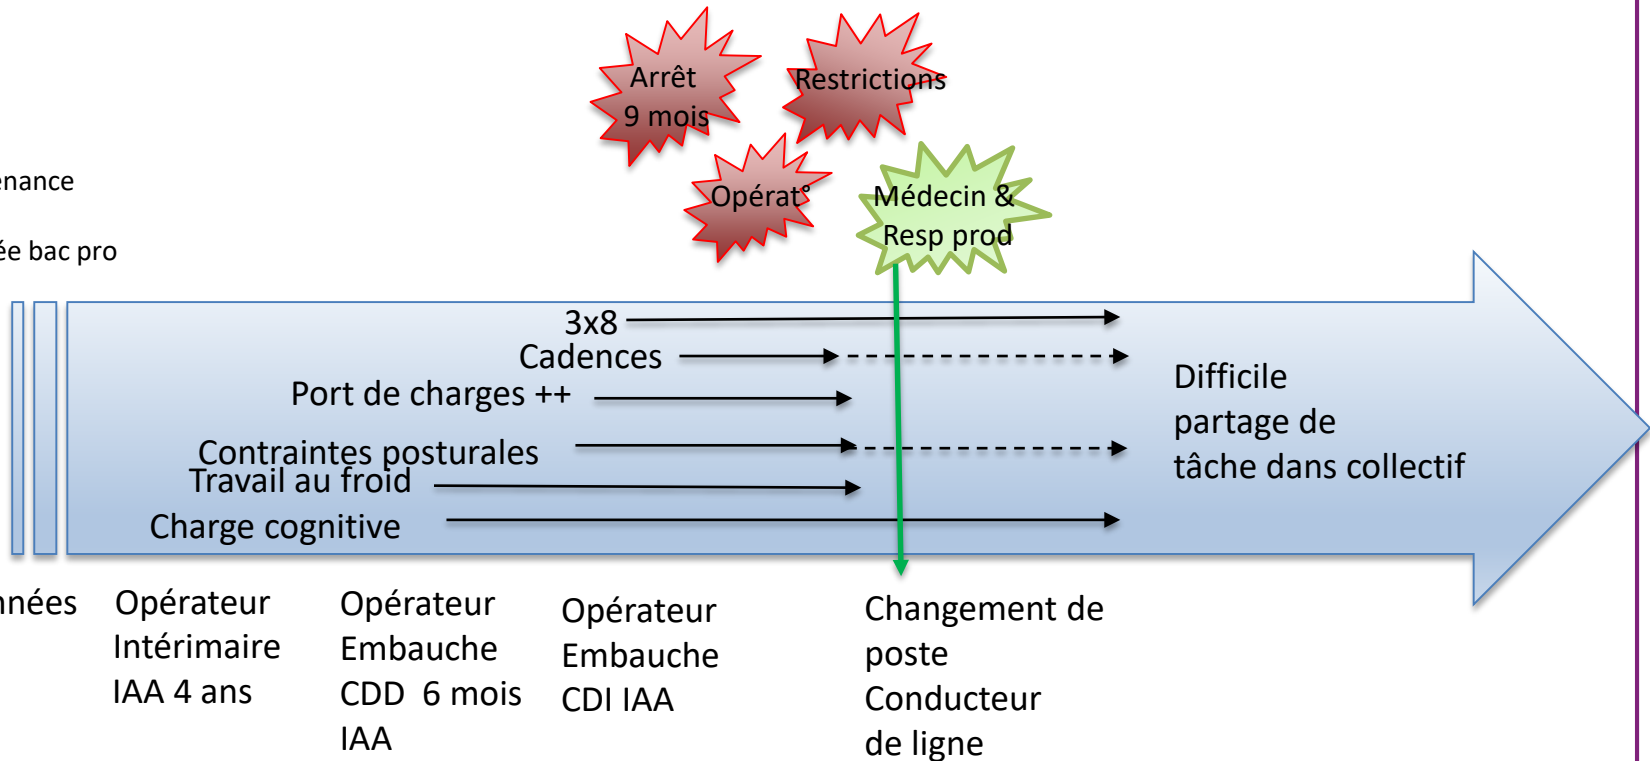 Arrêt
9 mois
Restrictions
Opérat°
Médecin &
Resp prod
enance
ée bac pro
3x8
Cadences
Port de charges ++
Contraintes posturales
Travail au froid
Charge cognitive
Difficile
partage de
tâche dans collectif
nnées
Opérateur
Intérimaire
IAA 4 ans
Opérateur
Embauche
CDD 6 mois
IAA
Opérateur
Embauche
CDI IAA
Changement de
poste
Conducteur
de ligne